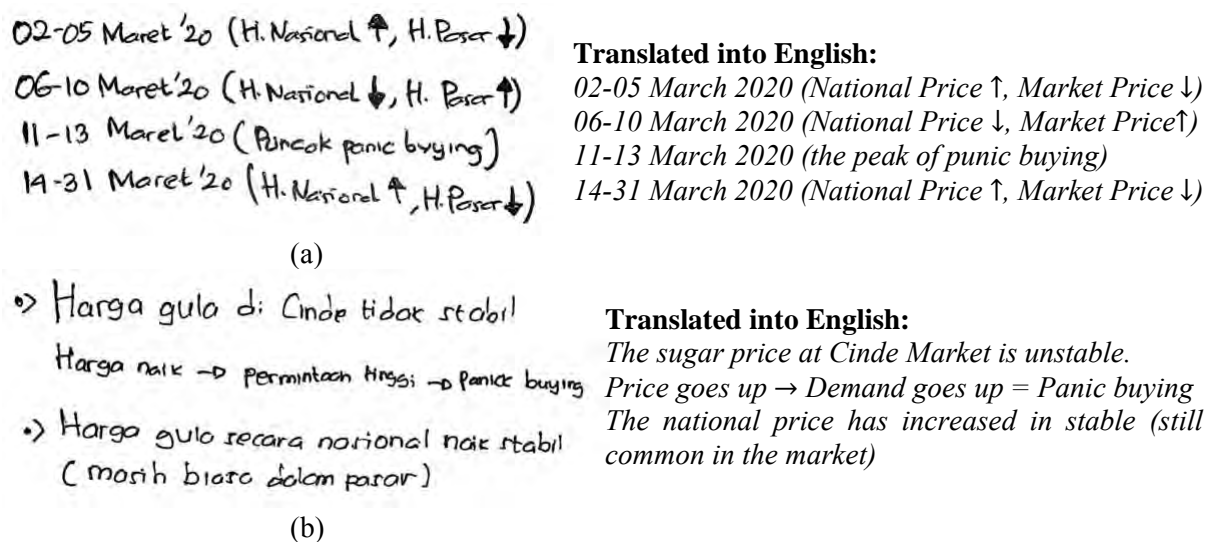 02-05 Maret '20 (H. Nasional ↑, H. Pasar ↓)
06-10 Maret '20 (H. Nasional ↓, H. Pasar ↑)
11-13 Maret '20 (Puncak panic buying)
14-31 Maret '20 (H. Nasional ↑, H. Pasar ↓)
(a)
Translated into English:
02-05 March 2020 (National Price ↑, Market Price ↓)
06-10 March 2020 (National Price ↓, Market Price↑)
11-13 March 2020 (the peak of punic buying)
14-31 March 2020 (National Price ↑, Market Price ↓)
•> Harga gula di Cinde tidak stabil
Harga naik → permintaan tinggi → panick buying
•> Harga gula secara nasional naik stabil
(masih biasa dalam pasar)
(b)
Translated into English:
The sugar price at Cinde Market is unstable.
Price goes up → Demand goes up = Panic buying
The national price has increased in stable (still
common in the market)